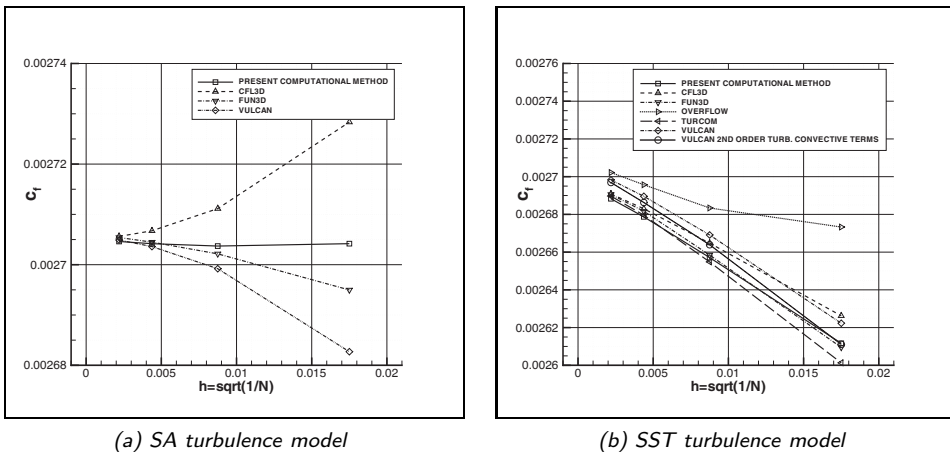 0.00274
0.00272
0.0027
0.00268
c_f
0
0.005
0.01
0.015
0.02
h=sqrt(1/N)
PRESENT COMPUTATIONAL METHOD
CFL3D
FUN3D
VULCAN
(a) SA turbulence model
0.00276
0.00274
0.00272
0.0027
0.00268
0.00266
0.00264
0.00262
0.0026
c_f
0
0.005
0.01
0.015
0.02
h=sqrt(1/N)
PRESENT COMPUTATIONAL METHOD
CFL3D
FUN3D
OVERFLOW
TURCOM
VULCAN
VULCAN 2ND ORDER TURB. CONVECTIVE TERMS
(b) SST turbulence model